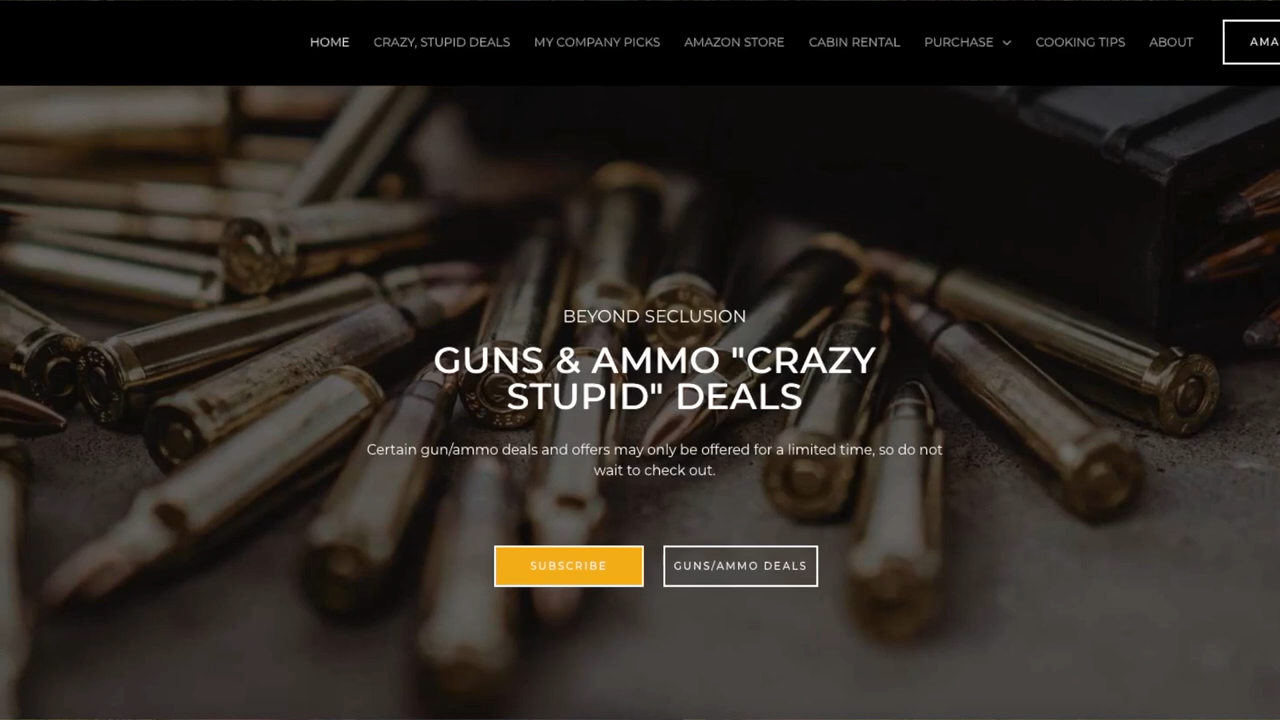 HOME CRAZY, STUPID DEALS MY COMPANY PICKS AMAZON STORE CABIN RENTAL PURCHASE COOKING TIPS ABOUT AMA
BEYOND SECLUSION
GUNS & AMMO "CRAZY
STUPID" DEALS
Certain gun/ammo deals and offers may only be offered for a limited time, so do not
wait to check out.
SUBSCRIBE GUNS/AMMO DEALS